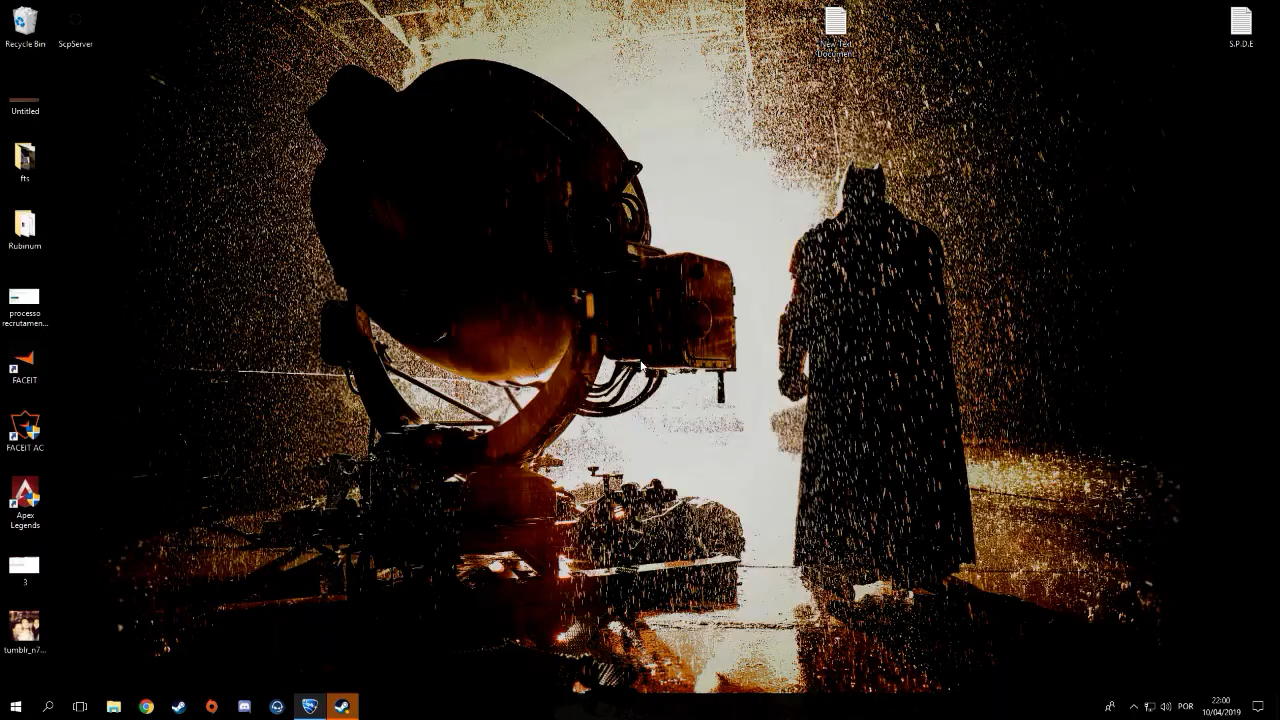 Recycle Bin
ScpServer
New Text
Document
S.P.D.E
Untitled
fts
Rubinum
processo
recrutamen...
FACEIT
FACEIT AC
Apex
Legends
3
tumblr_n7...
POR
22:00
10/04/2019